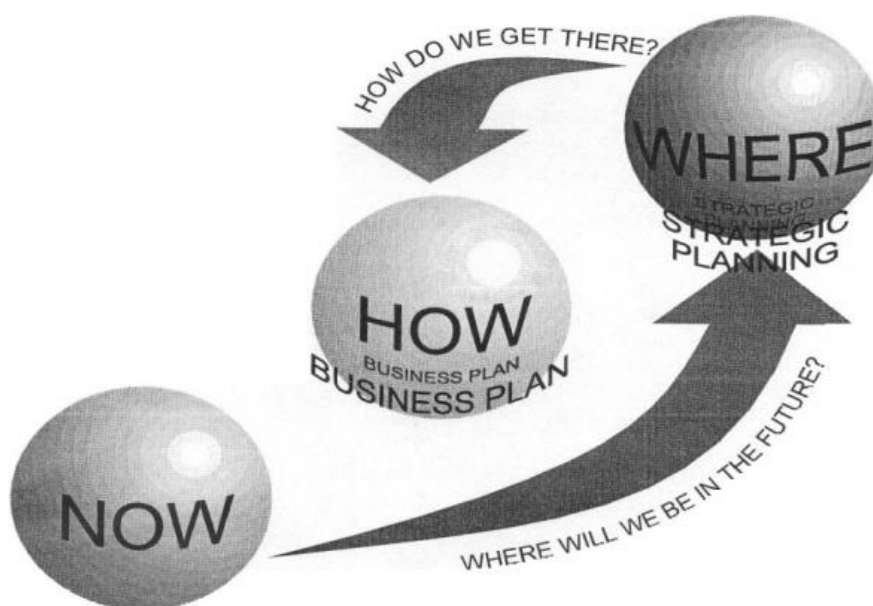 HOW DO WE GET THERE?
WHERE
STRATEGIC
PLANNING
STRATEGIC
PLANNING
HOW
BUSINESS PLAN
BUSINESS PLAN
NOW
WHERE WILL WE BE IN THE FUTURE?